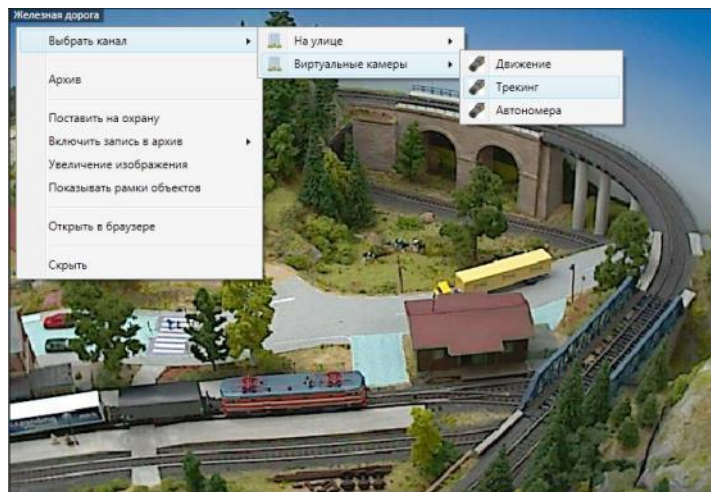 Железная дорога
Выбрать канал
На улице
Виртуальные камеры
Движение
Трекинг
Автономера
Архив
Поставить на охрану
Включить запись в архив
Увеличение изображения
Показывать рамки объектов
Открыть в браузере
Скрыть